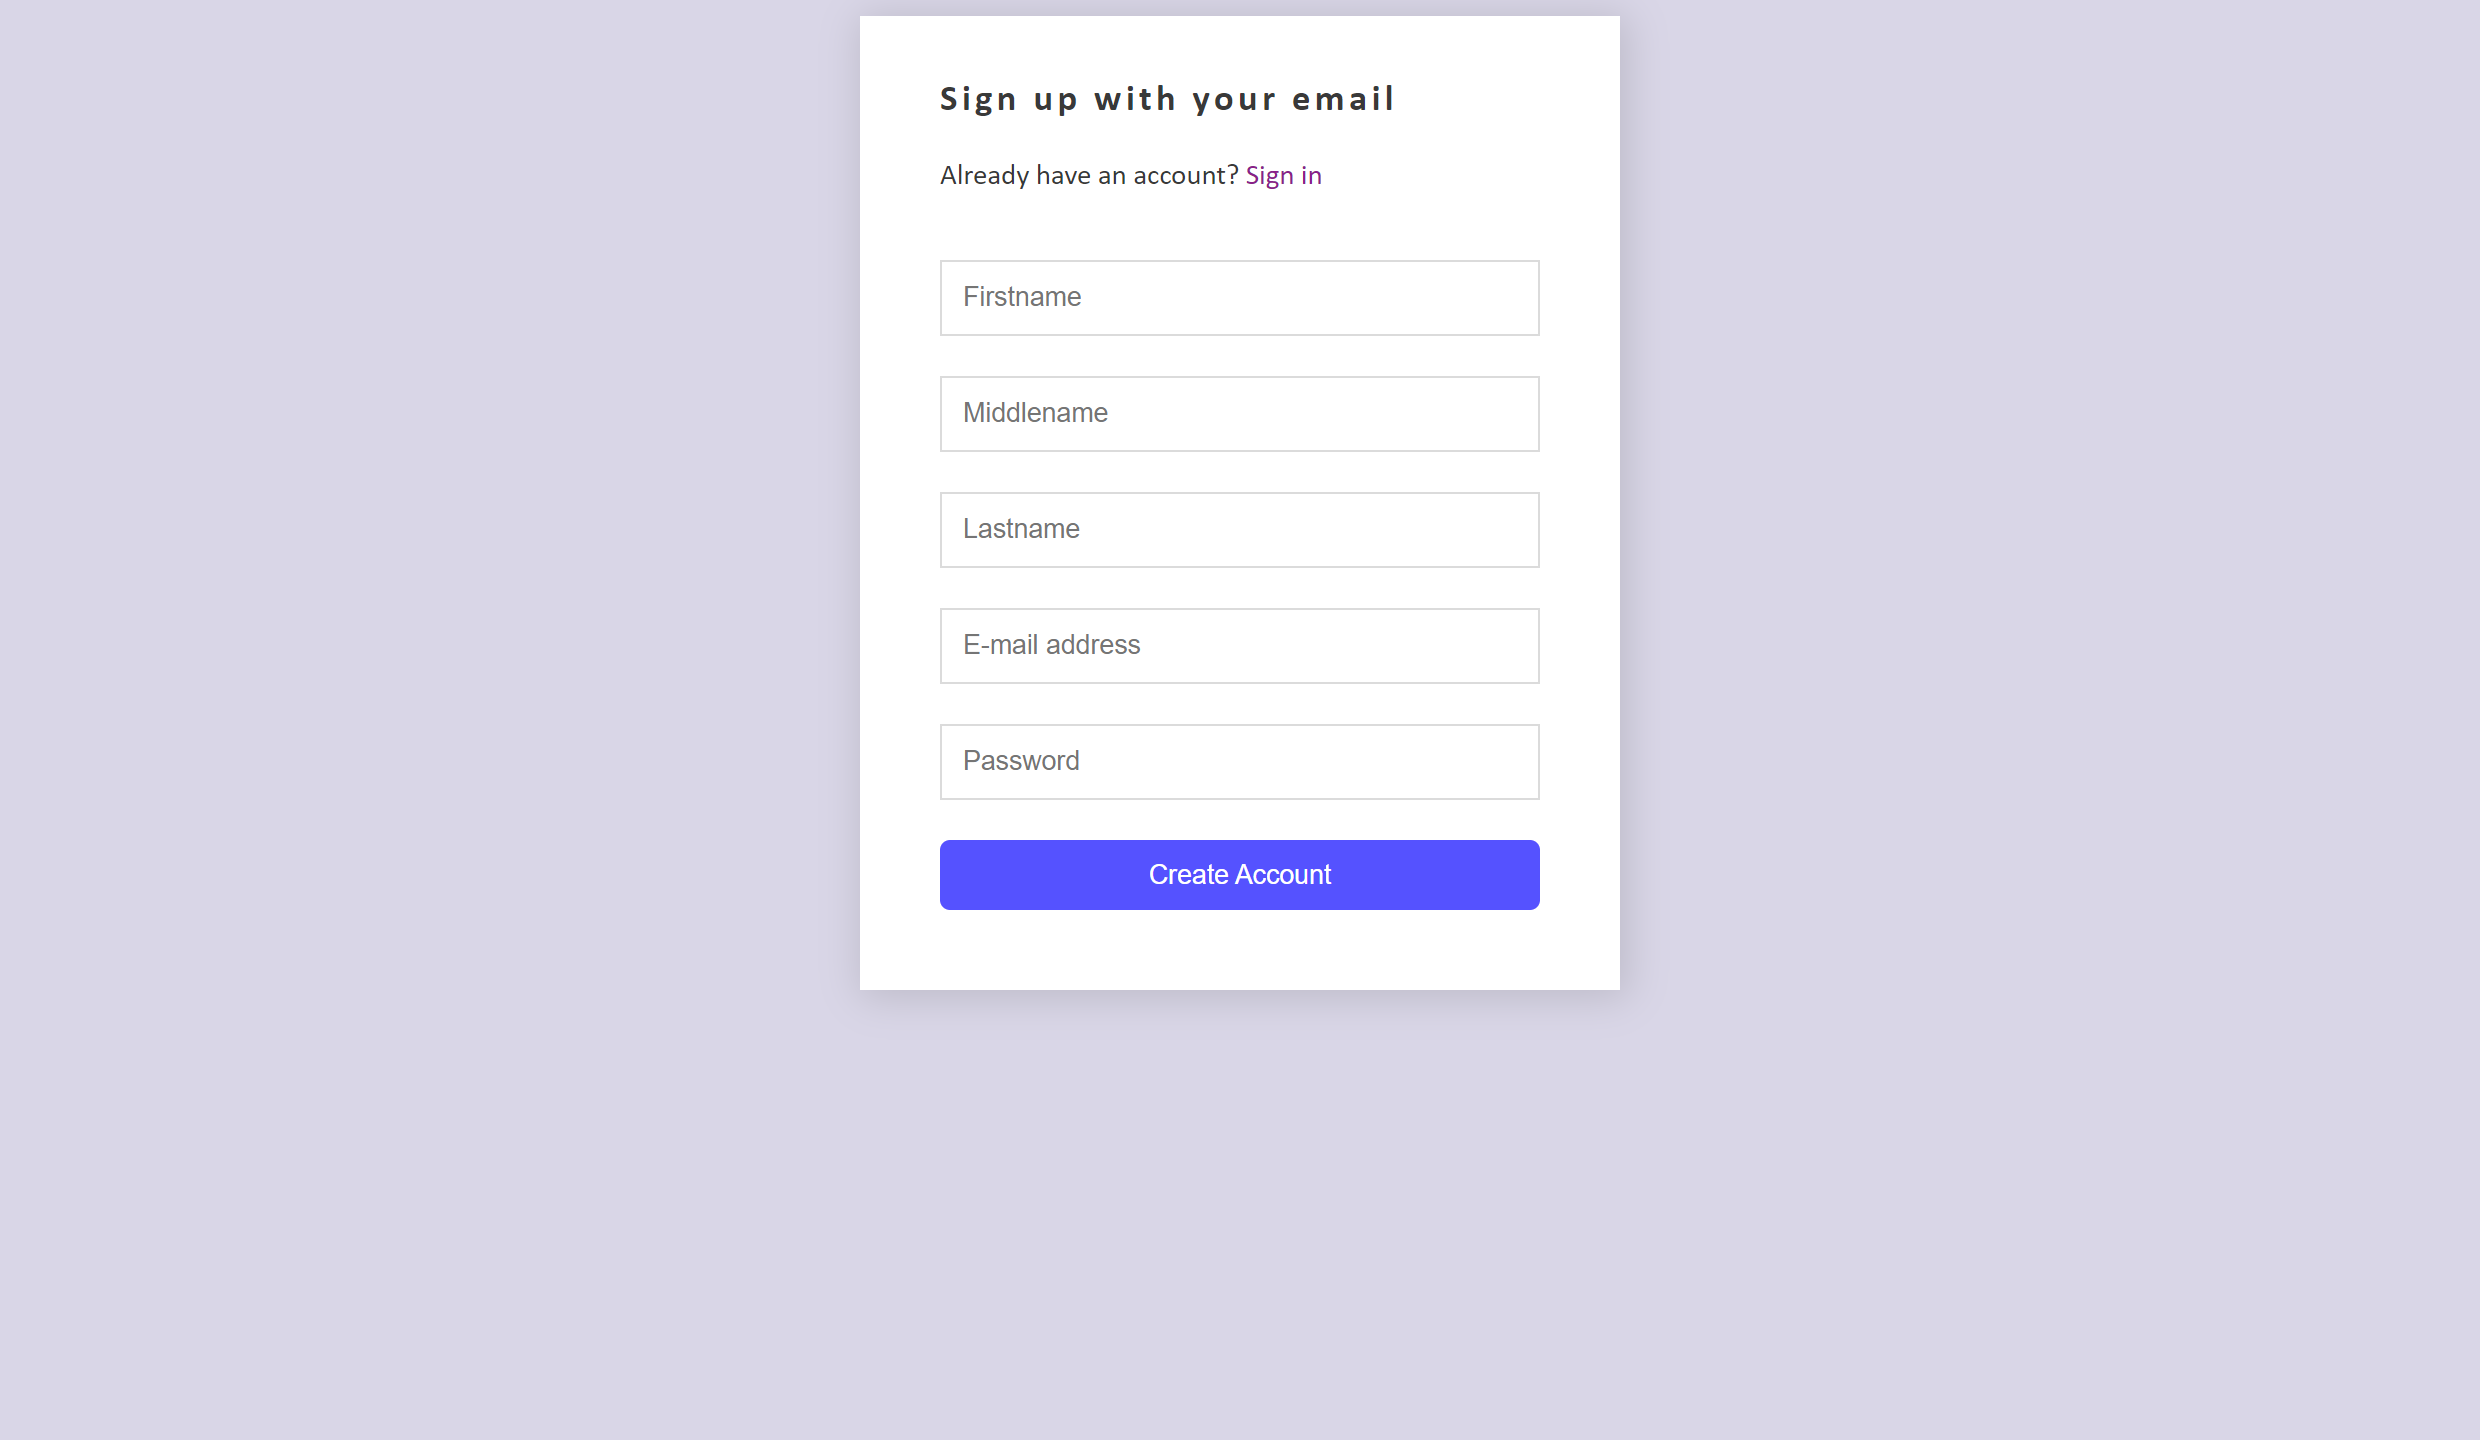 Sign up with your email
Already have an account? Sign in
Firstname
Middlename
Lastname
E-mail address
Password
Create Account